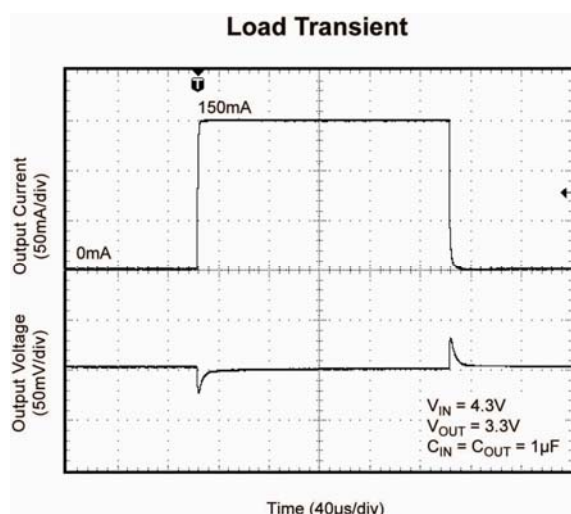 Load Transient
T
150mA
0mA
Output Current
(50mA/div)
Output Voltage
(50mV/div)
VIN = 4.3V
VOUT = 3.3V
CIN = COUT = 1µF
Time (40µs/div)